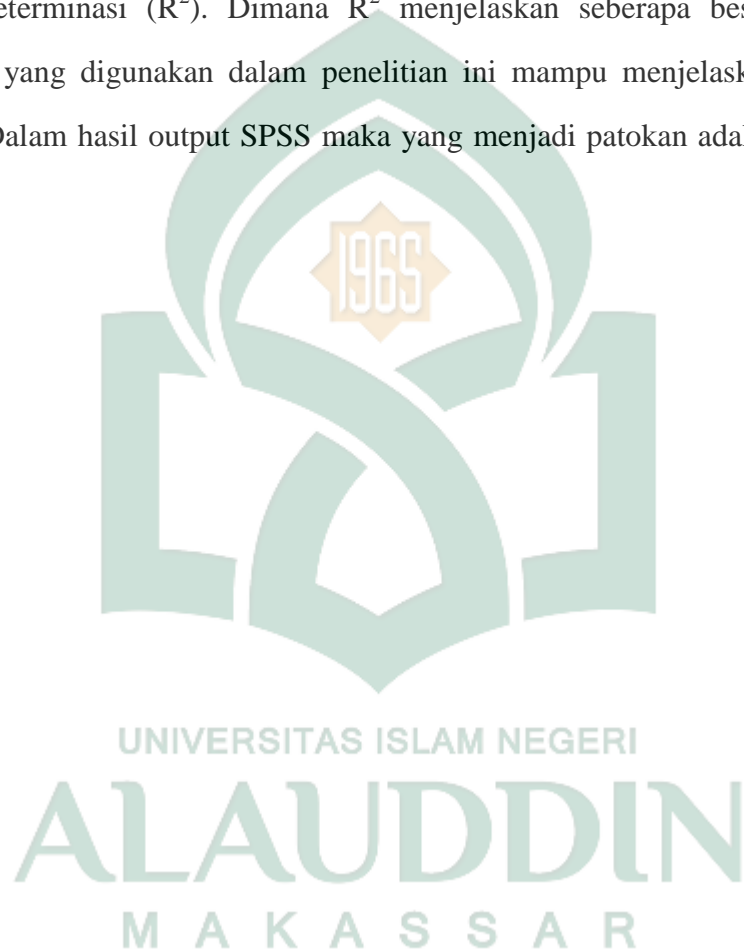 eterminasi (R²). Dimana R² menjelaskan seberapa bes
yang digunakan dalam penelitian ini mampu menjelask
Dalam hasil output SPSS maka yang menjadi patokan adal
1965
UNIVERSITAS ISLAM NEGERI
ALAUDDIN
MAKASSAR